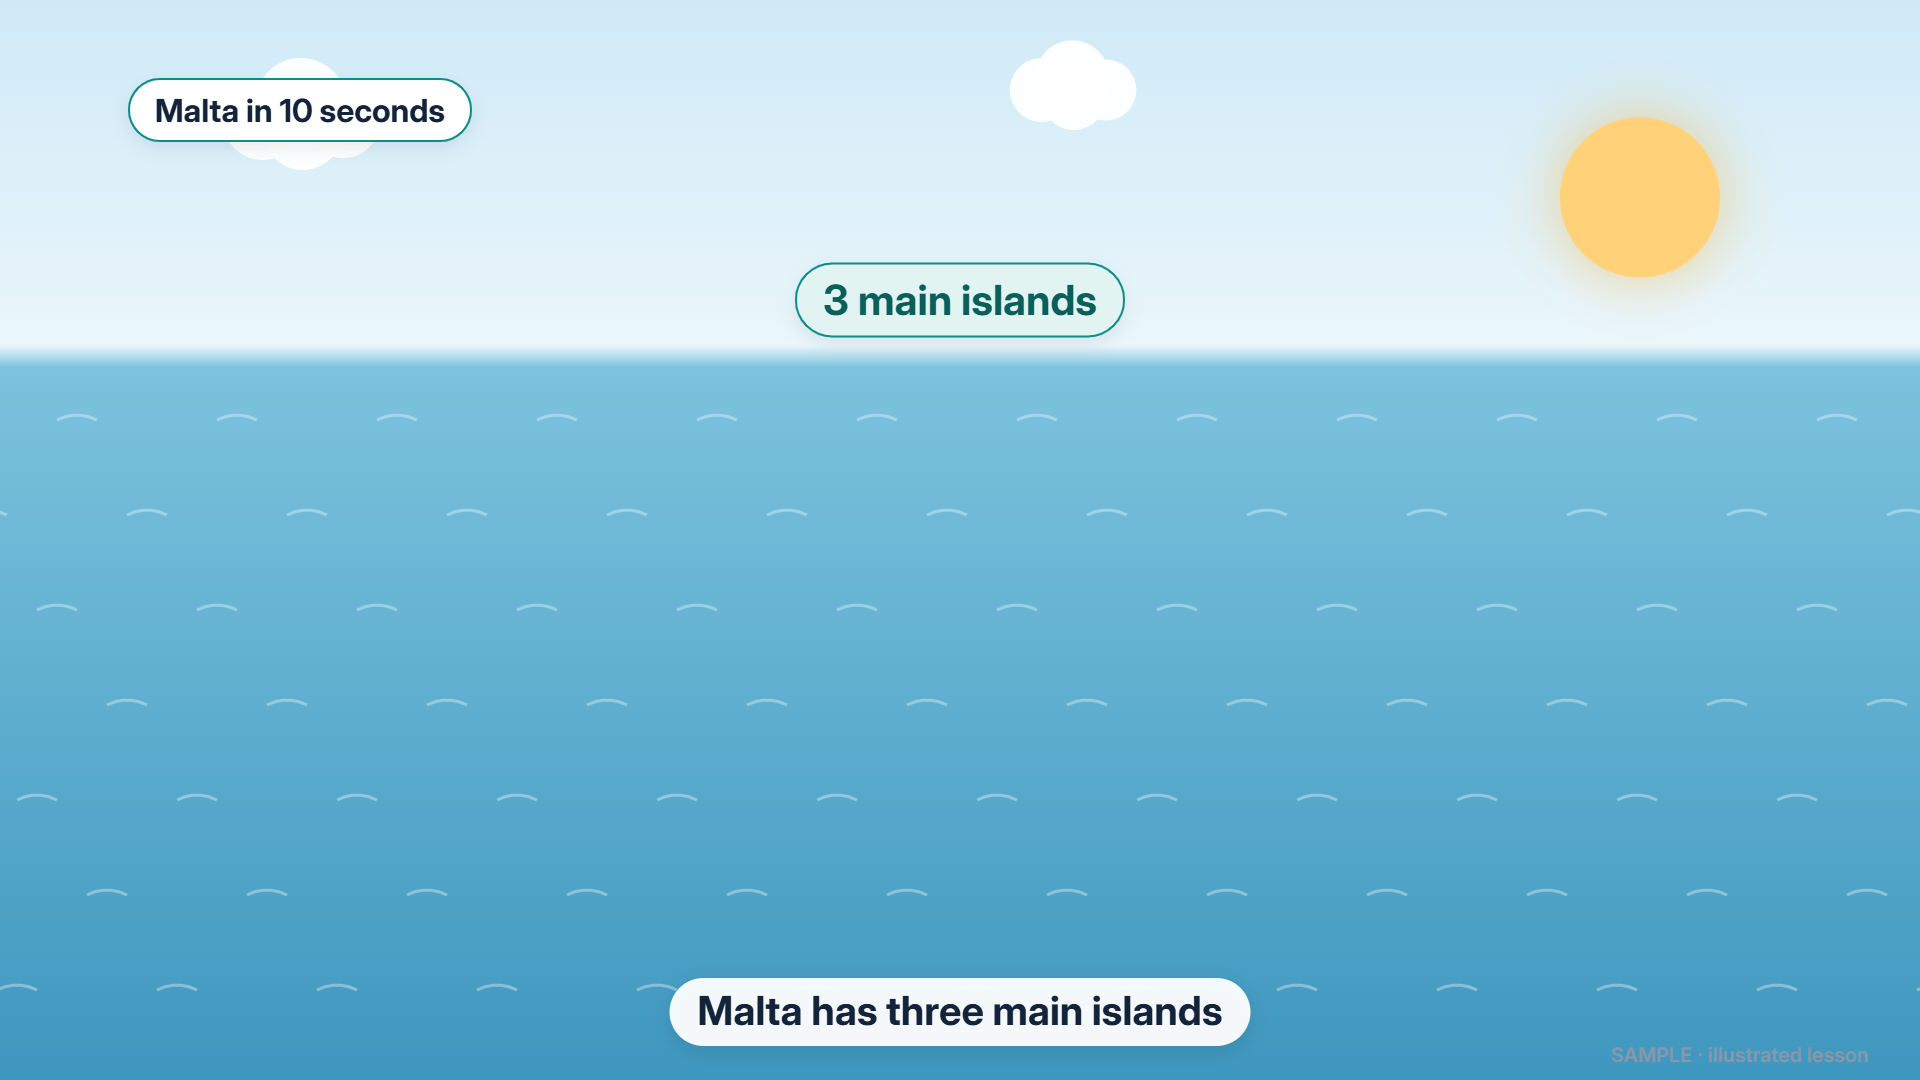 Malta in 10 seconds
3 main islands
Malta has three main islands
SAMPLE · illustrated lesson